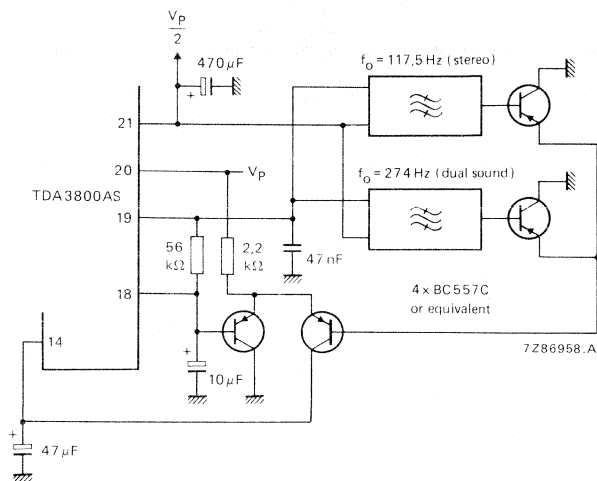 V_P
2
470 µF
+
f_o = 117,5 Hz (stereo)
21
20
V_P
f_o = 274 Hz (dual sound)
TDA3800AS
19
56
kΩ
2,2
kΩ
47 nF
18
4 x BC557C
or equivalent
14
+
10 µF
7Z86958.A
+
47 µF